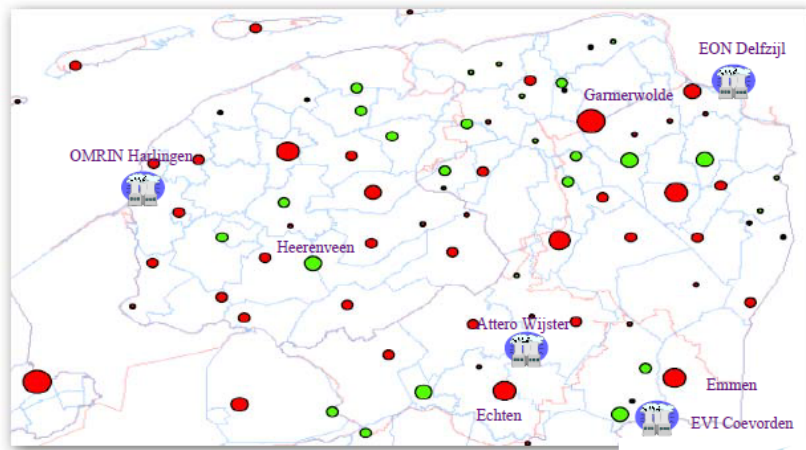 EON Delfzijl
Garmerwolde
OMRIN Harlingen
Heerenveen
Attero Wijster
Emmen
Echten
EVI Coevorden